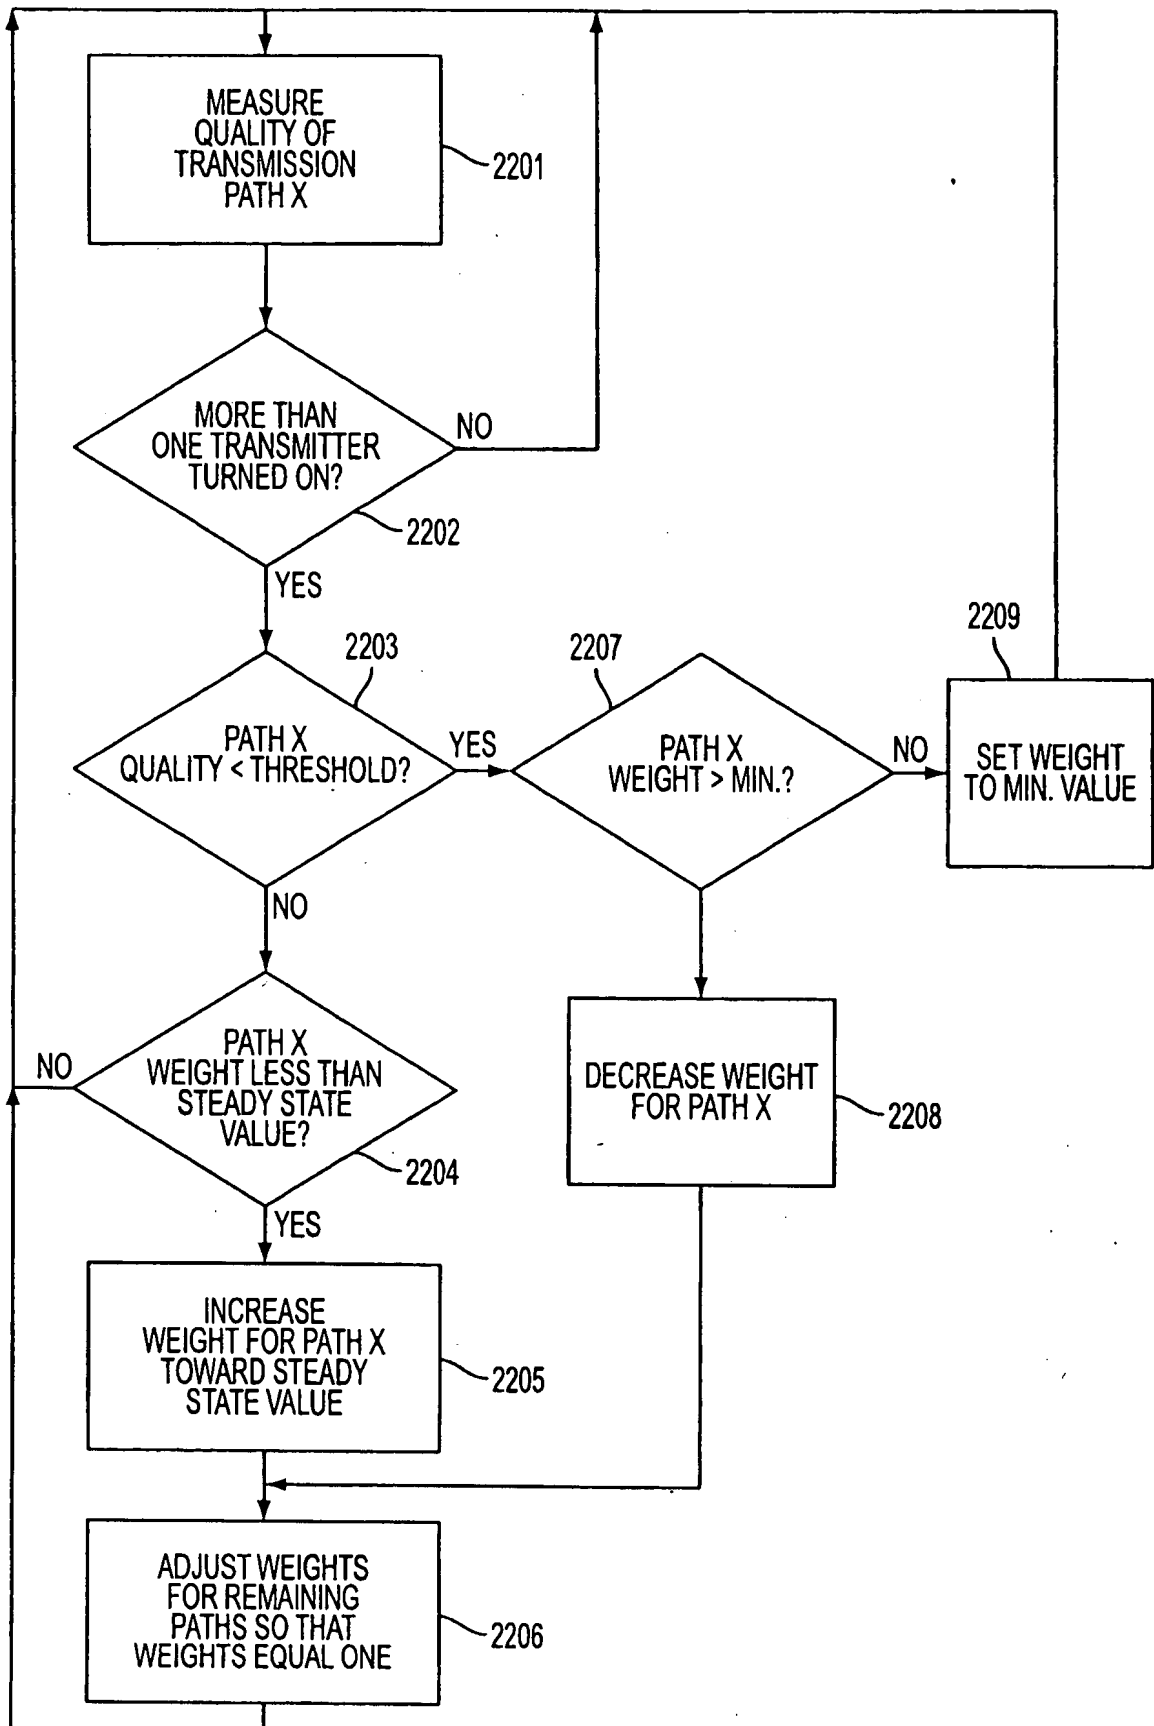 MEASURE
QUALITY OF
TRANSMISSION
PATH X
2201
MORE THAN
ONE TRANSMITTER
TURNED ON?
NO
2202
YES
2203
PATH X
QUALITY < THRESHOLD?
YES
2207
PATH X
WEIGHT > MIN.?
NO
2209
SET WEIGHT
TO MIN. VALUE
NO
PATH X
WEIGHT LESS THAN
STEADY STATE
VALUE?
NO
2204
DECREASE WEIGHT
FOR PATH X
2208
YES
INCREASE
WEIGHT FOR PATH X
TOWARD STEADY
STATE VALUE
2205
ADJUST WEIGHTS
FOR REMAINING
PATHS SO THAT
WEIGHTS EQUAL ONE
2206